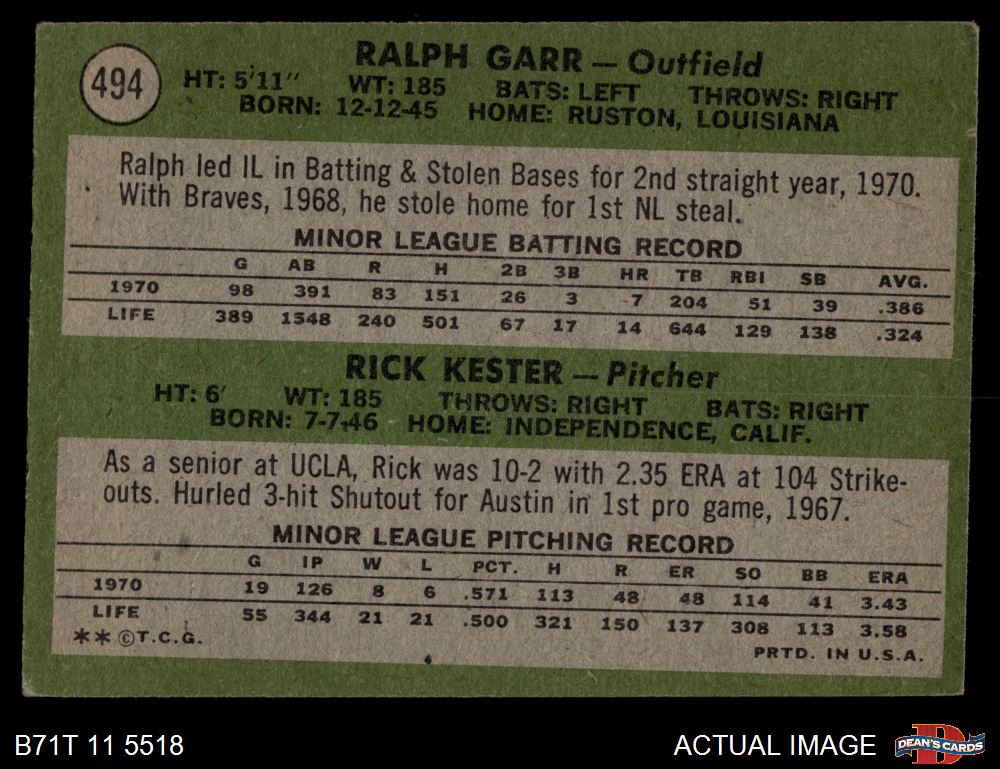 494
RALPH GARR — Outfield
HT: 5'11" WT: 185 BATS: LEFT THROWS: RIGHT
BORN: 12-12-45 HOME: RUSTON, LOUISIANA
Ralph led IL in Batting & Stolen Bases for 2nd straight year, 1970.
With Braves, 1968, he stole home for 1st NL steal.
MINOR LEAGUE BATTING RECORD
G AB R H 2B 3B HR TB RBI SB AVG.
1970 98 391 83 151 26 3 7 204 51 39 .386
LIFE 389 1548 240 501 67 17 14 644 129 138 .324
RICK KESTER — Pitcher
HT: 6' WT: 185 THROWS: RIGHT BATS: RIGHT
BORN: 7-7-46 HOME: INDEPENDENCE, CALIF.
As a senior at UCLA, Rick was 10-2 with 2.35 ERA at 104 Strike-
outs. Hurled 3-hit Shutout for Austin in 1st pro game, 1967.
MINOR LEAGUE PITCHING RECORD
G IP W L PCT. H R ER SO BB ERA
1970 19 126 8 6 .571 113 48 48 114 41 3.43
LIFE 55 344 21 21 .500 321 150 137 308 113 3.58
**©T.C.G. PRTD. IN U.S.A.
B71T 11 5518 ACTUAL IMAGE DEAN'S CARDS